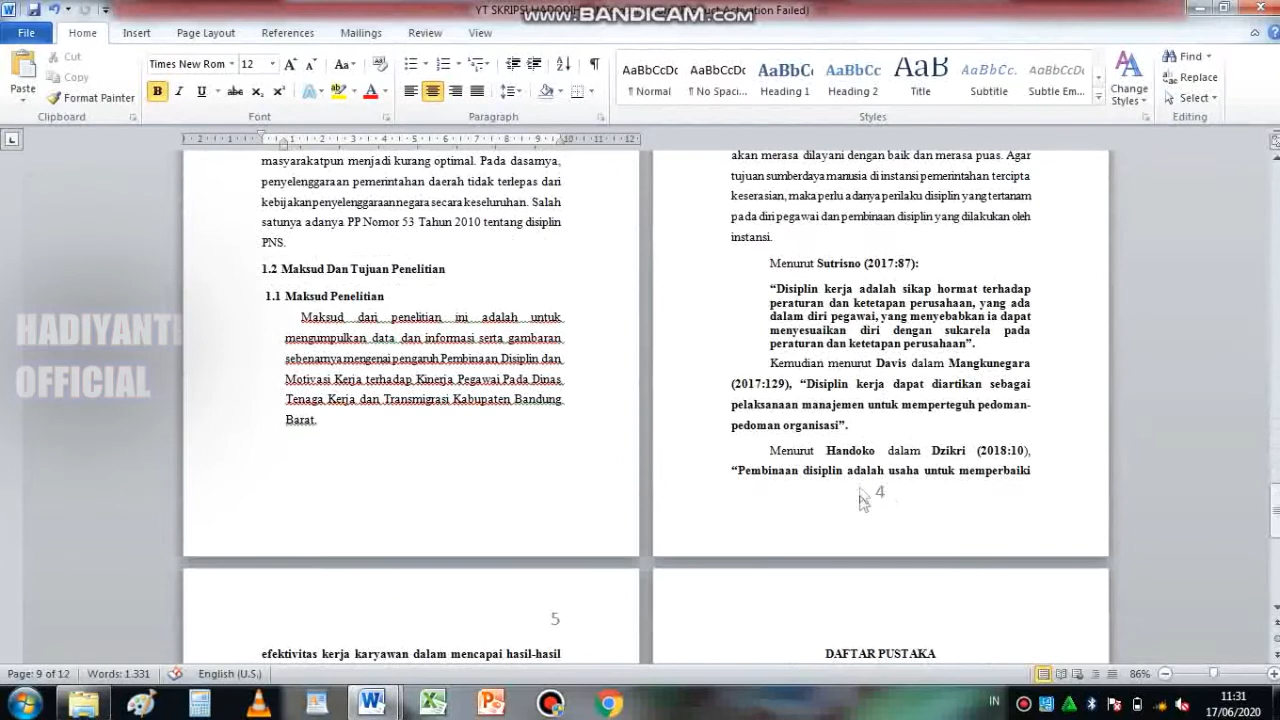 YT SKRIPSI HADODI
www.BANDICAM.com
(Product Activation Failed)
File Home Insert Page Layout References Mailings Review View
Paste
Cut
Copy
Format Painter
Clipboard
Times New Rom 12
Font
Paragraph
AaBbCcDc AaBbCcDc AaBbC AaBbCc AaB AaBbCc. AaBbCcDc
¶ Normal ¶ No Spaci... Heading 1 Heading 2 Title Subtitle Subtle Em...
Styles
Change
Styles
Find
Replace
Select
Editing
masyarakatpun menjadi kurang optimal. Pada dasarnya,
penyelenggaraan pemerintahan daerah tidak terlepas dari
kebijakan penyelenggaraan negara secara keseluruhan. Salah
satunya adanya PP Nomor 53 Tahun 2010 tentang disiplin
PNS.
1.2 Maksud Dan Tujuan Penelitian
1.1 Maksud Penelitian
Maksud dari penelitian ini adalah untuk
mengumpulkan data dan informasi serta gambaran
sebenarnya mengenai pengaruh Pembinaan Disiplin dan
Motivasi Kerja terhadap Kinerja Pegawai Pada Dinas
Tenaga Kerja dan Transmigrasi Kabupaten Bandung
Barat.
OFFICIAL
akan merasa dilayani dengan baik dan merasa puas. Agar
tujuan sumberdaya manusia di instansi pemerintahan tercipta
keserasian, maka perlu adanya perilaku disiplin yang tertanam
pada diri pegawai dan pembinaan disiplin yang dilakukan oleh
instansi.
Menurut Sutrisno (2017:87):
“Disiplin kerja adalah sikap hormat terhadap
peraturan dan ketetapan perusahaan, yang ada
dalam diri pegawai, yang menyebabkan ia dapat
menyesuaikan diri dengan sukarela pada
peraturan dan ketetapan perusahaan”.
Kemudian menurut Davis dalam Mangkunegara
(2017:129), “Disiplin kerja dapat diartikan sebagai
pelaksanaan manajemen untuk memperteguh pedoman-
pedoman organisasi”.
Menurut Handoko dalam Dzikri (2018:10),
“Pembinaan disiplin adalah usaha untuk memperbaiki
4
5
efektivitas kerja karyawan dalam mencapai hasil-hasil
DAFTAR PUSTAKA
Page: 9 of 12 Words: 1.331 English (U.S.) 86%
IN
11:31
17/06/2020